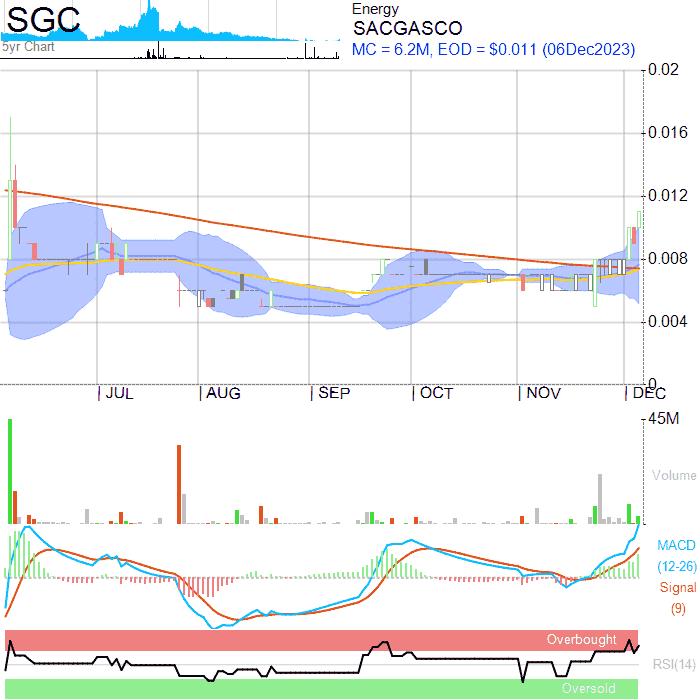 SGC
5yr Chart
Energy
SACGASCO
MC = 6.2M, EOD = $0.011 (06Dec2023)
0.02
0.016
0.012
0.008
0.004
0
JUL
AUG
SEP
OCT
NOV
DEC
45M
Volume
MACD
(12-26)
Signal
(9)
Overbought
RSI(14)
Oversold